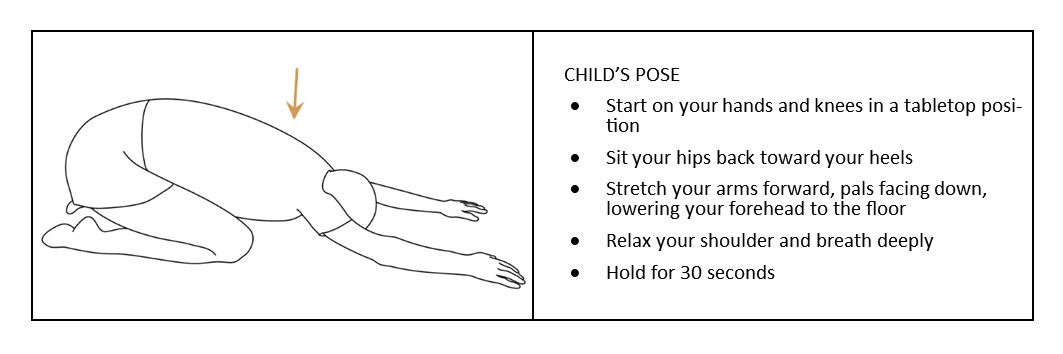 CHILD’S POSE
● Start on your hands and knees in a tabletop posi-
tion
● Sit your hips back toward your heels
● Stretch your arms forward, pals facing down,
lowering your forehead to the floor
● Relax your shoulder and breath deeply
● Hold for 30 seconds